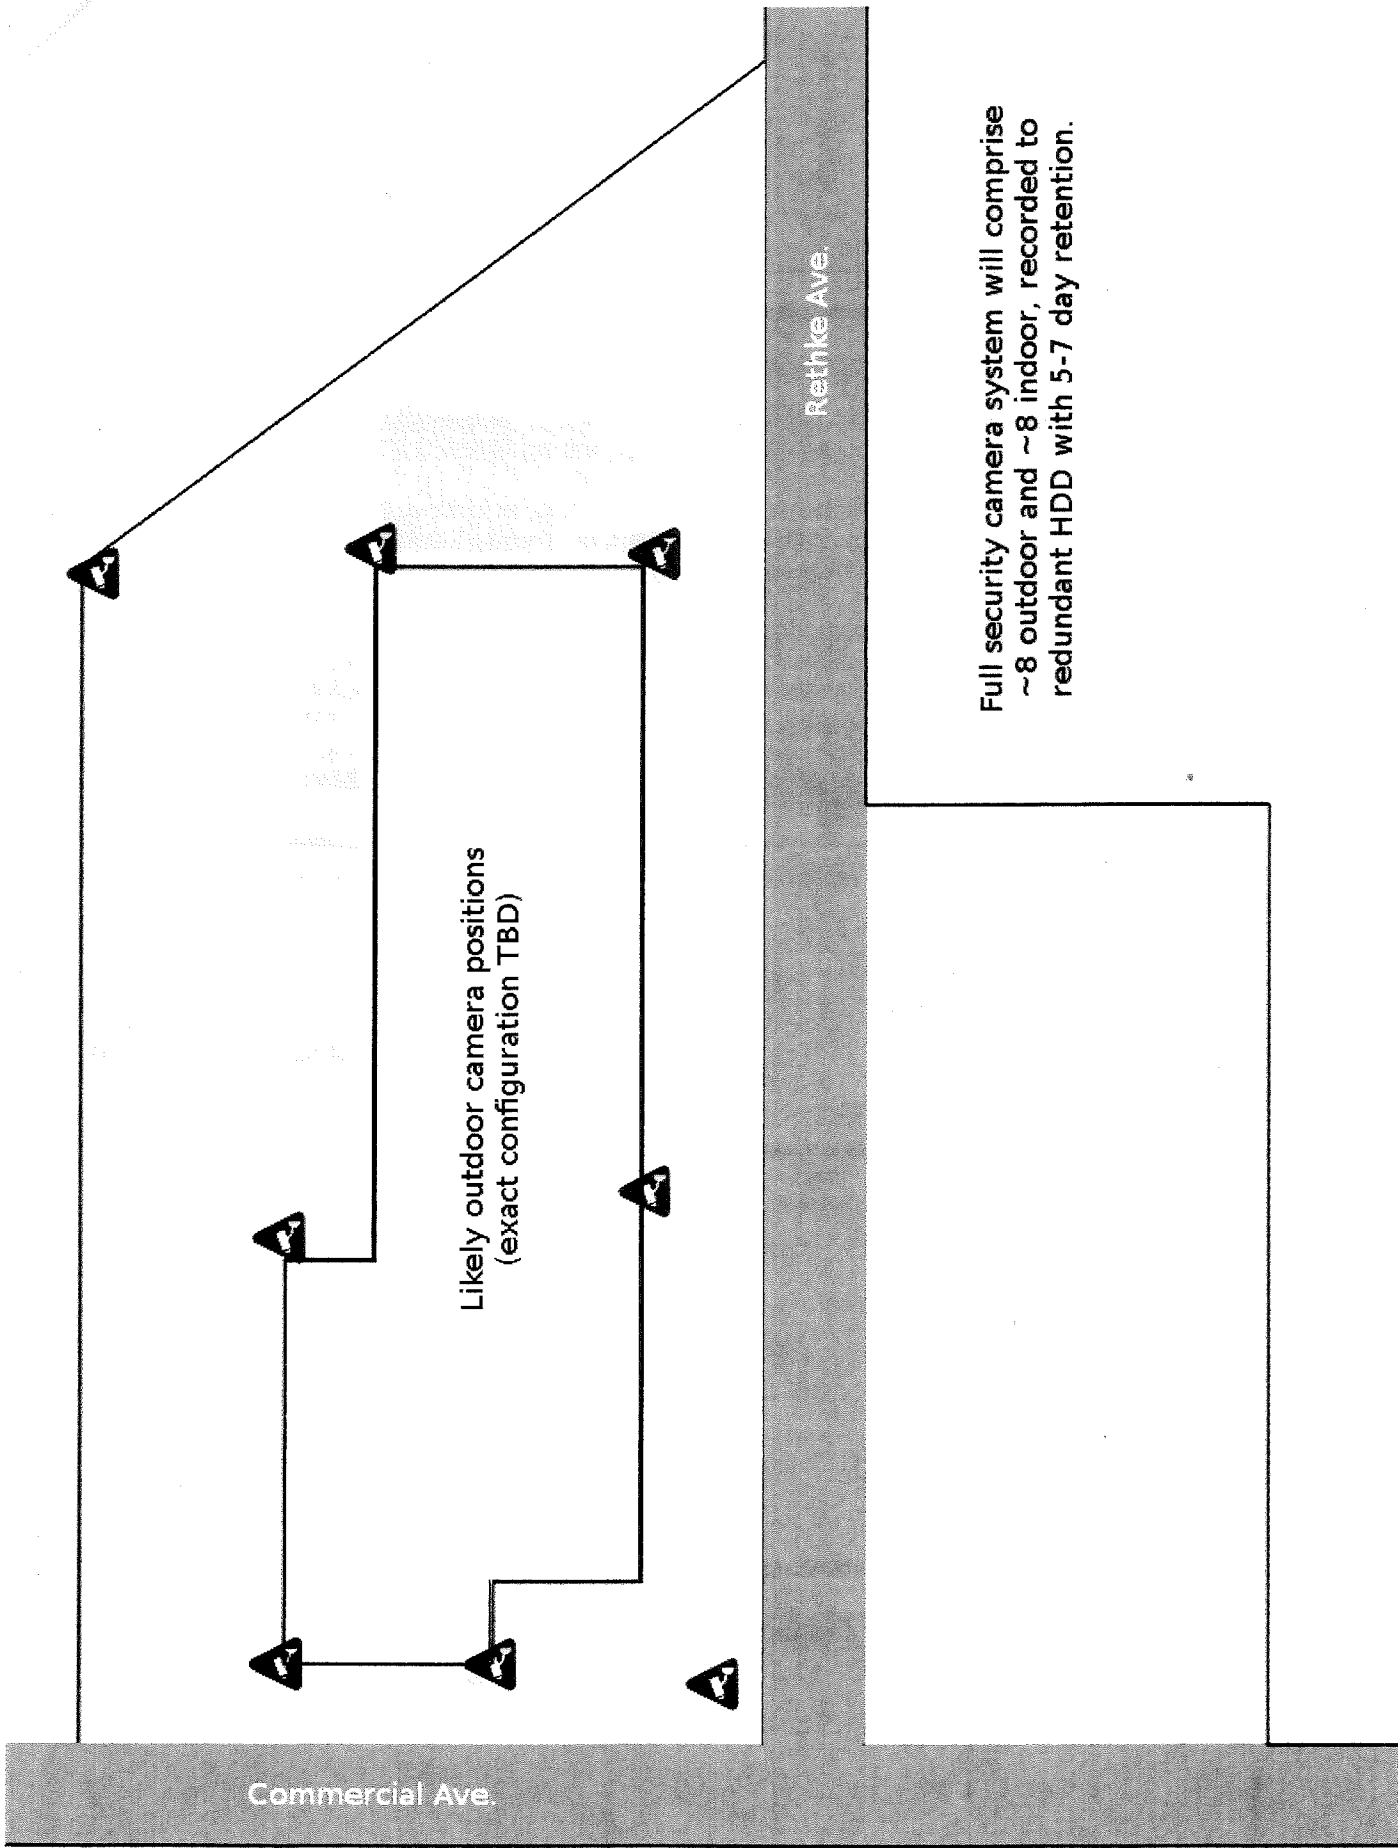 Rethke Ave.
Full security camera system will comprise
~8 outdoor and ~8 indoor, recorded to
redundant HDD with 5-7 day retention.
Likely outdoor camera positions
(exact configuration TBD)
Commercial Ave.